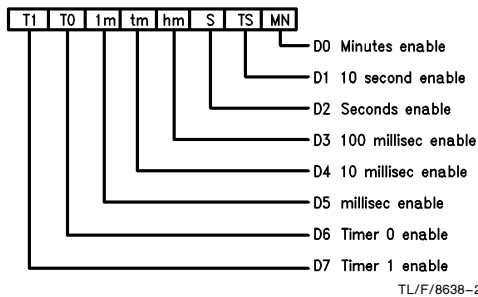 T1 T0 1m tm hm S TS MN
D0 Minutes enable
D1 10 second enable
D2 Seconds enable
D3 100 millisec enable
D4 10 millisec enable
D5 millisec enable
D6 Timer 0 enable
D7 Timer 1 enable